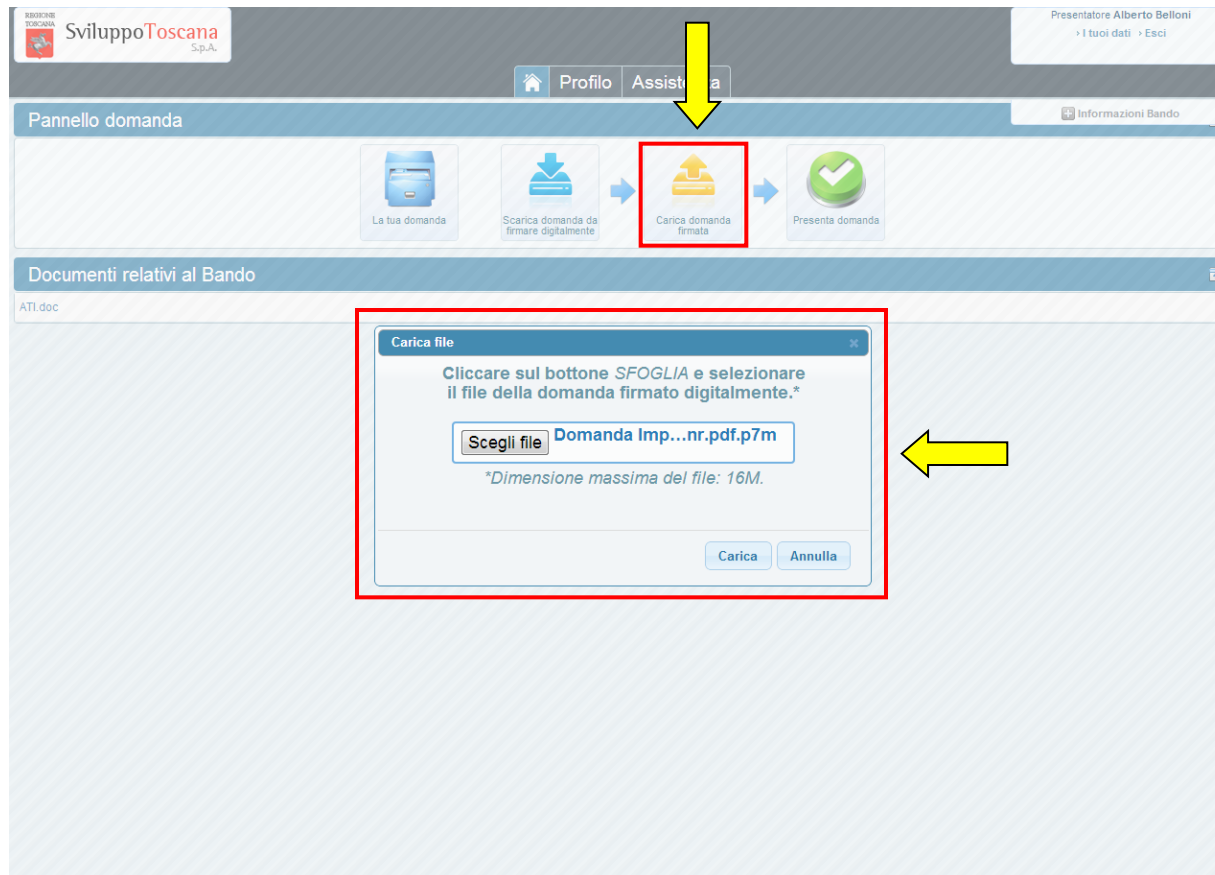 REGIONE
TOSCANA
SviluppoToscana
S.p.A.
Presentatore Alberto Belloni
› I tuoi dati › Esci
Profilo
Pannello domanda
Informazioni Bando
La tua domanda
Scarica domanda da
firmare digitalmente
Carica domanda
firmata
Presenta domanda
Documenti relativi al Bando
ATI.doc
Carica file
Cliccare sul bottone SFOGLIA e selezionare
il file della domanda firmato digitalmente.*
Scegli file Domanda Imp...nr.pdf.p7m
*Dimensione massima del file: 16M.
Carica Annulla